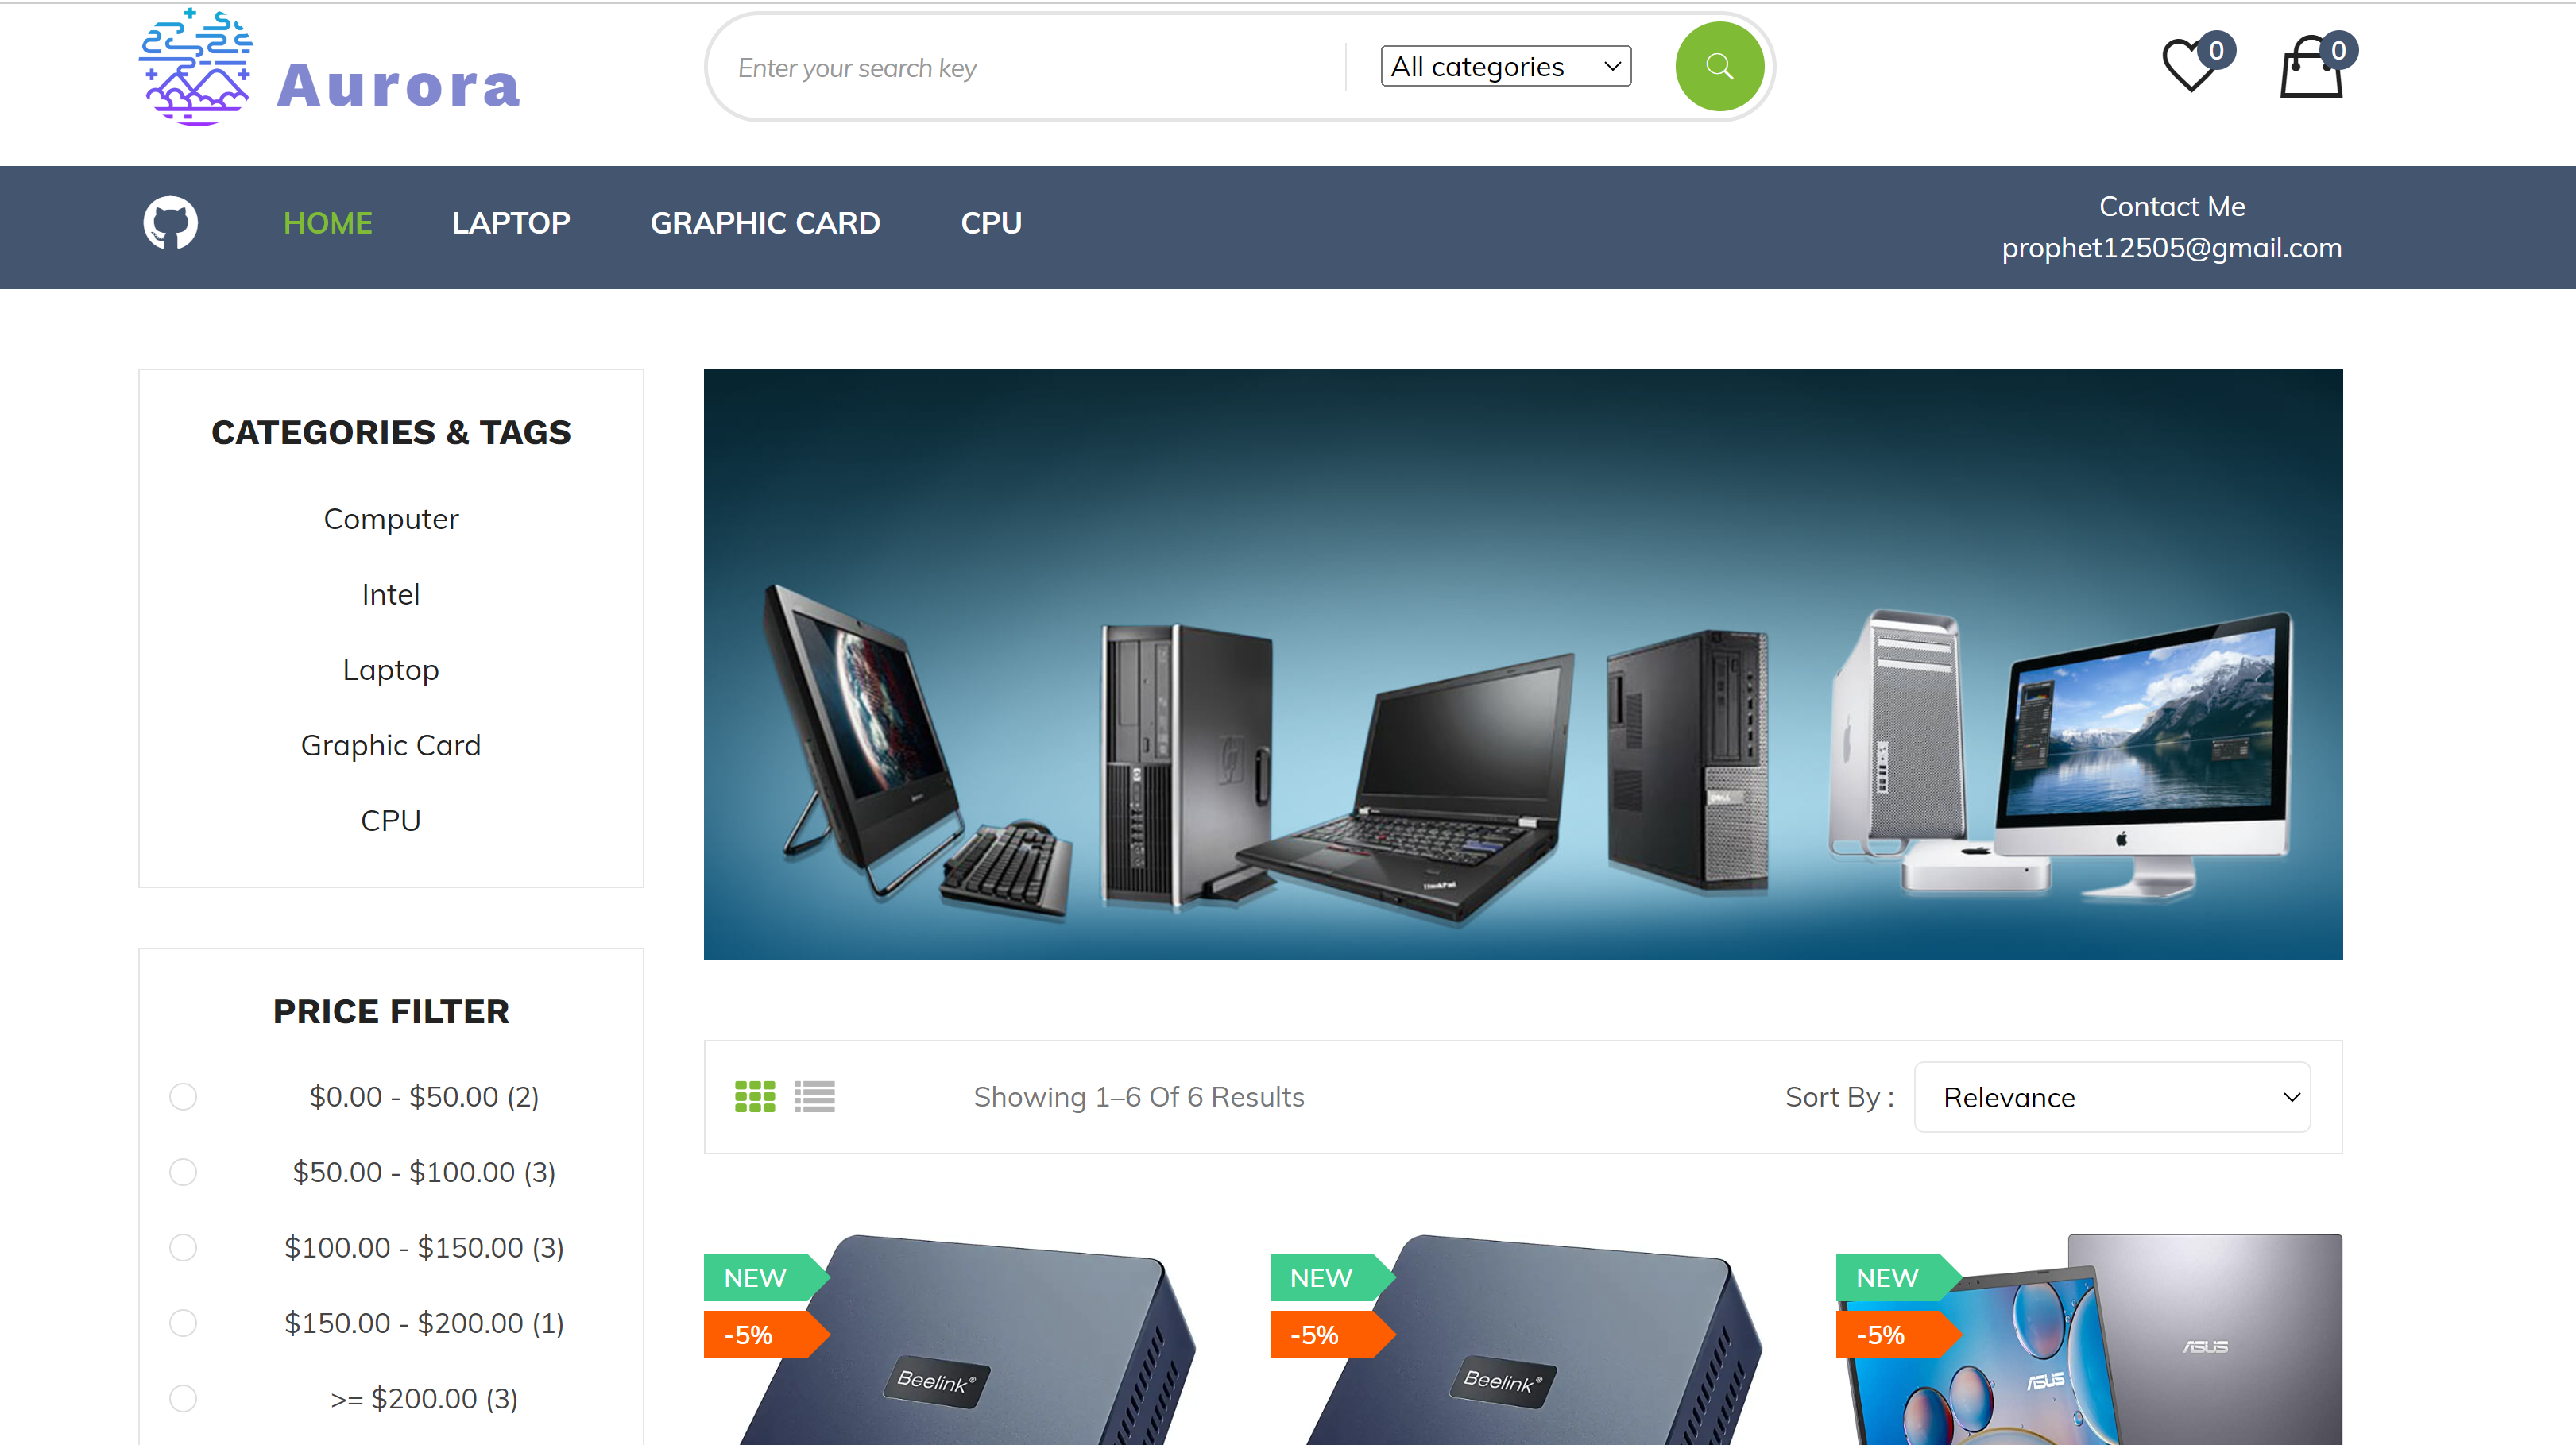 Aurora
Enter your search key
All categories
0
0
HOME
LAPTOP
GRAPHIC CARD
CPU
Contact Me
prophet12505@gmail.com
CATEGORIES & TAGS
Computer
Intel
Laptop
Graphic Card
CPU
DELL
ThinkPad
PRICE FILTER
$0.00 - $50.00 (2)
$50.00 - $100.00 (3)
$100.00 - $150.00 (3)
$150.00 - $200.00 (1)
>= $200.00 (3)
Showing 1–6 Of 6 Results
Sort By :
Relevance
NEW
-5%
Beelink®
NEW
-5%
Beelink®
NEW
-5%
ASUS
ASUS